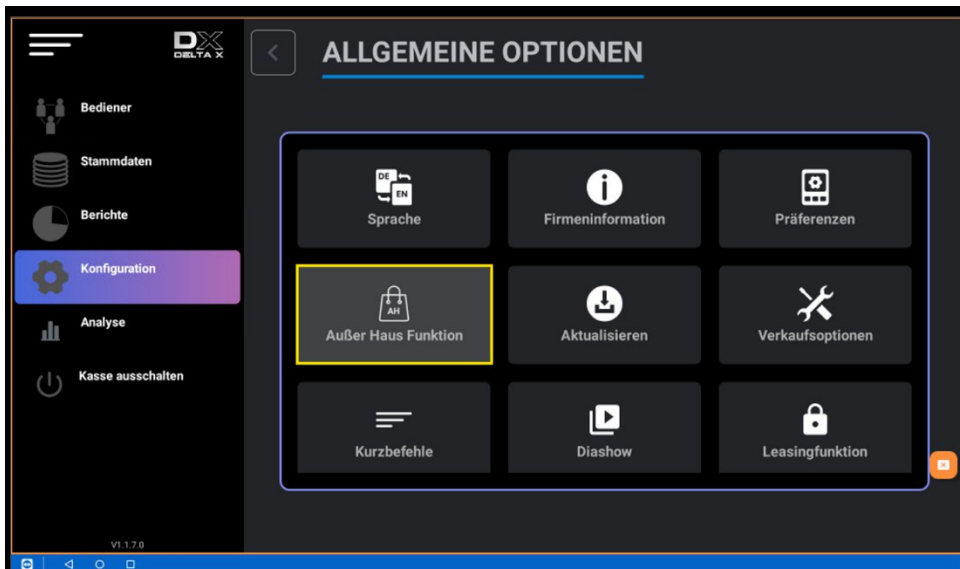 DX
DELTA X
ALLGEMEINE OPTIONEN
Bediener
Stammdaten
Berichte
Konfiguration
Analyse
Kasse ausschalten
V1.1.7.0
DE
EN
Sprache
Firmeninformation
Präferenzen
AH
Außer Haus Funktion
Aktualisieren
Verkaufsoptionen
Kurzbefehle
Diashow
Leasingfunktion